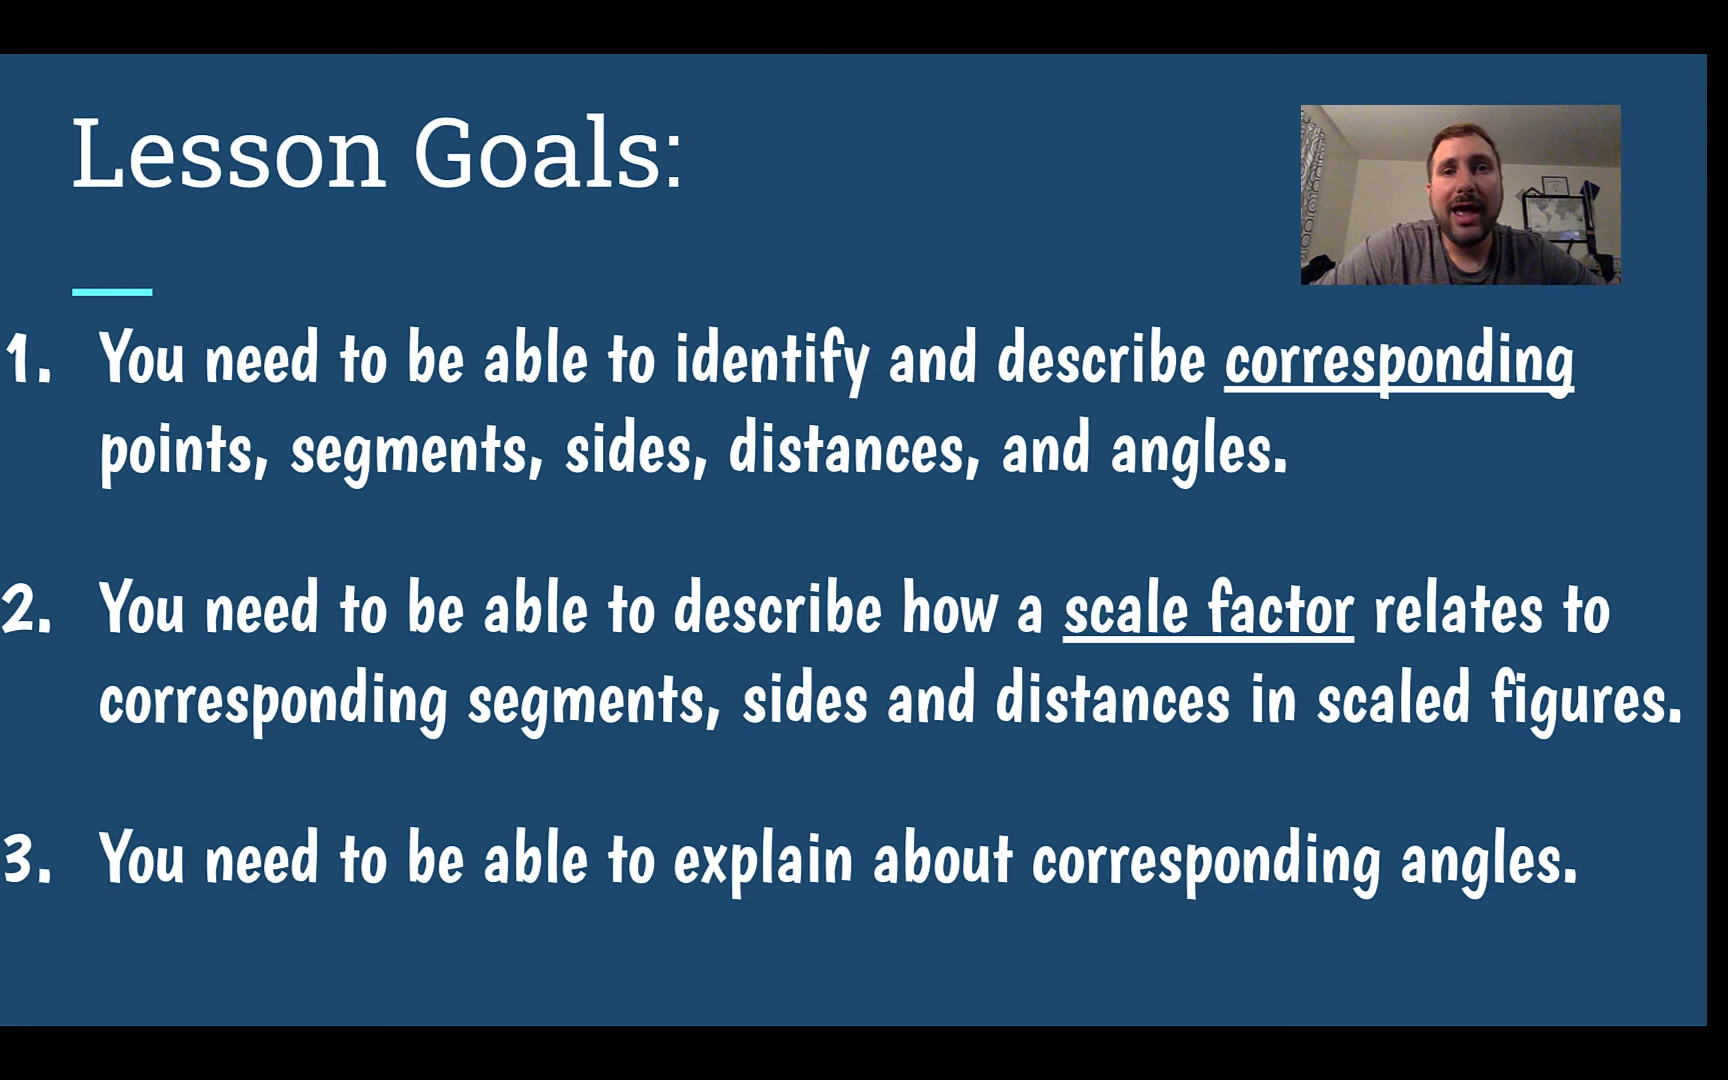 Lesson Goals:
1. You need to be able to identify and describe corresponding
points, segments, sides, distances, and angles.
2. You need to be able to describe how a scale factor relates to
corresponding segments, sides and distances in scaled figures.
3. You need to be able to explain about corresponding angles.